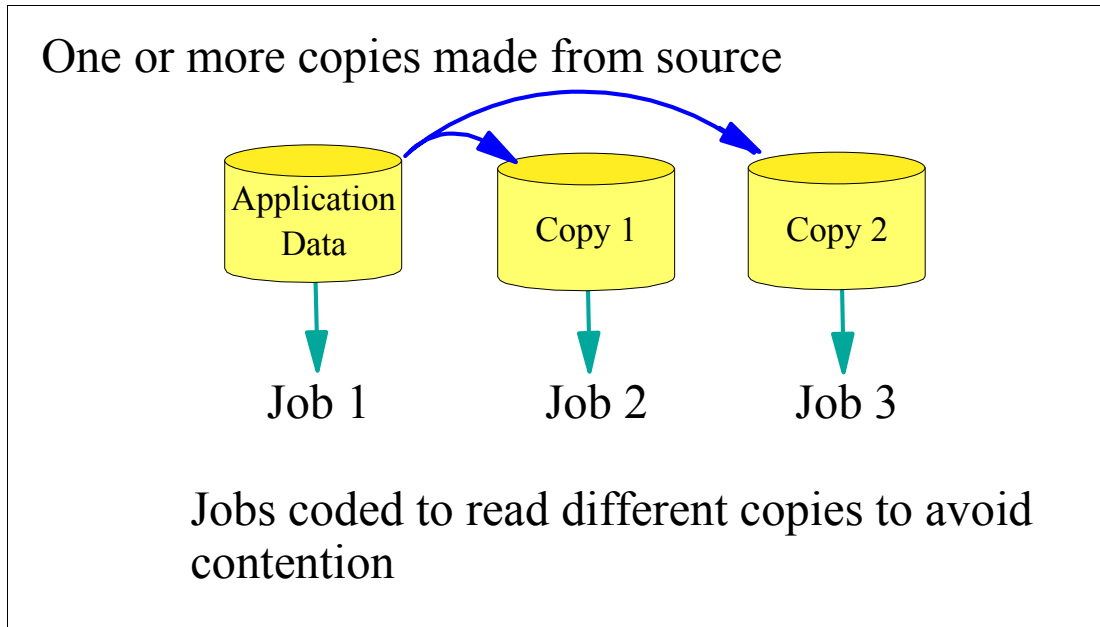 One or more copies made from source
Application
Data
Copy 1
Copy 2
Job 1
Job 2
Job 3
Jobs coded to read different copies to avoid
contention